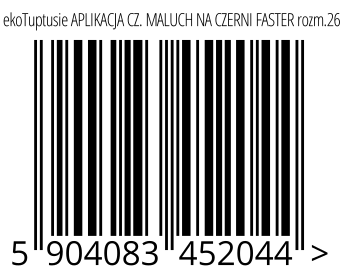 ekoTuptusie APLIKACJA CZ. MALUCH NA CZERNI FASTER rozm.26
5 904083 452044 >